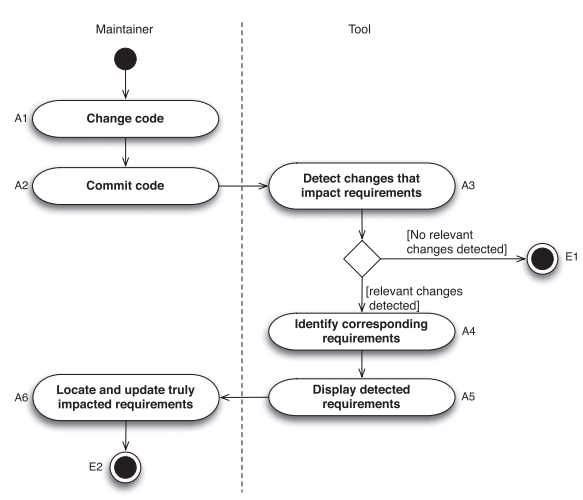 Maintainer
Tool
A1
Change code
A2
Commit code
Detect changes that
impact requirements
A3
[No relevant
changes detected]
E1
[relevant changes
detected]
Identify corresponding
requirements
A4
A6
Locate and update truly
impacted requirements
Display detected
requirements
A5
E2